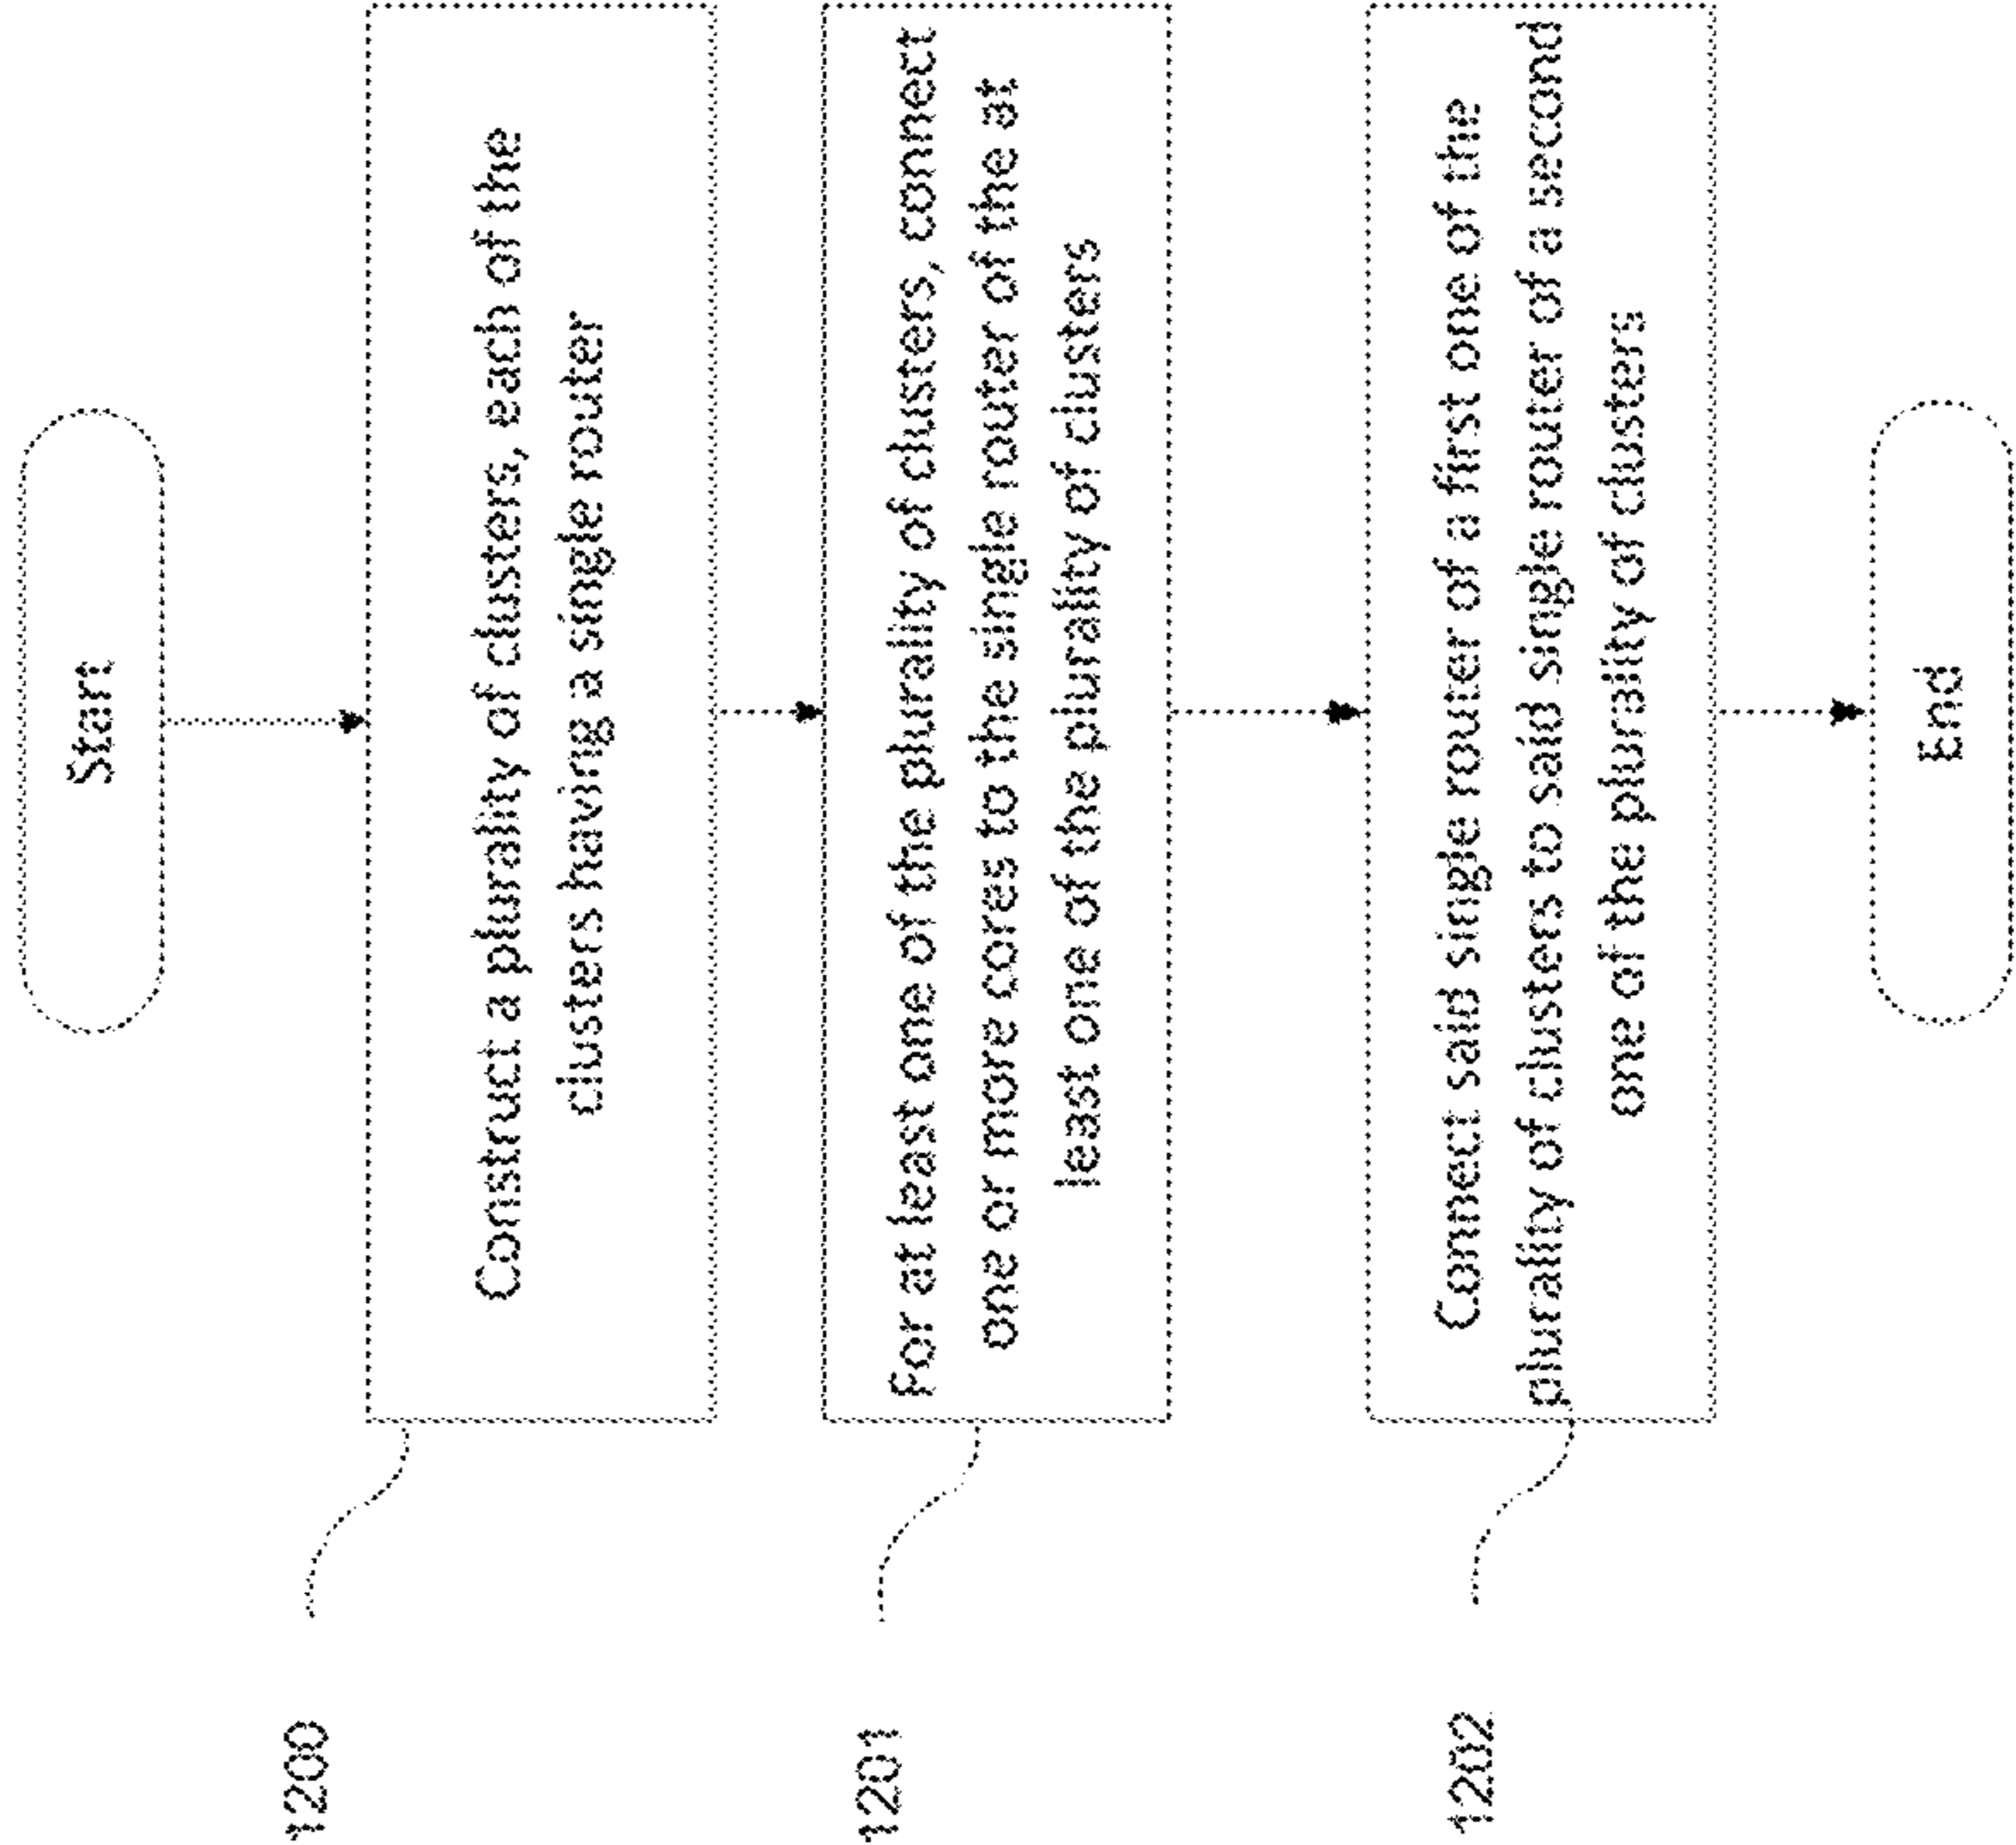 Start
1200
Construct a plurality of clusters, each of the
clusters having a single router
1201
For at least one of the plurality of clusters, connect
one or more cores to the single router of the at
least one of the plurality of clusters
1202
Connect said single router of a first one of the
plurality of clusters to said single router of a second
one of the plurality of clusters
End